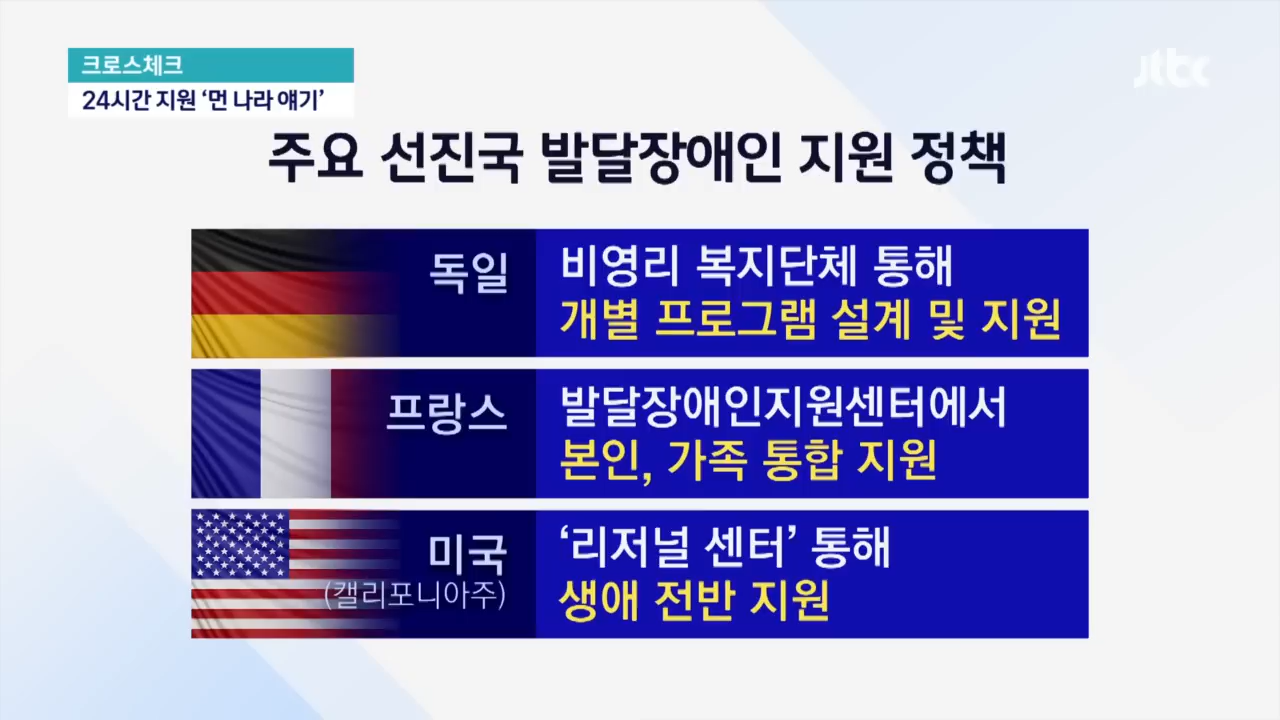 크로스체크
24시간 지원 ‘먼 나라 얘기’
jtbc
주요 선진국 발달장애인 지원 정책
독일
비영리 복지단체 통해
개별 프로그램 설계 및 지원
프랑스
발달장애인지원센터에서
본인, 가족 통합 지원
미국
(캘리포니아주)
‘리저널 센터’ 통해
생애 전반 지원